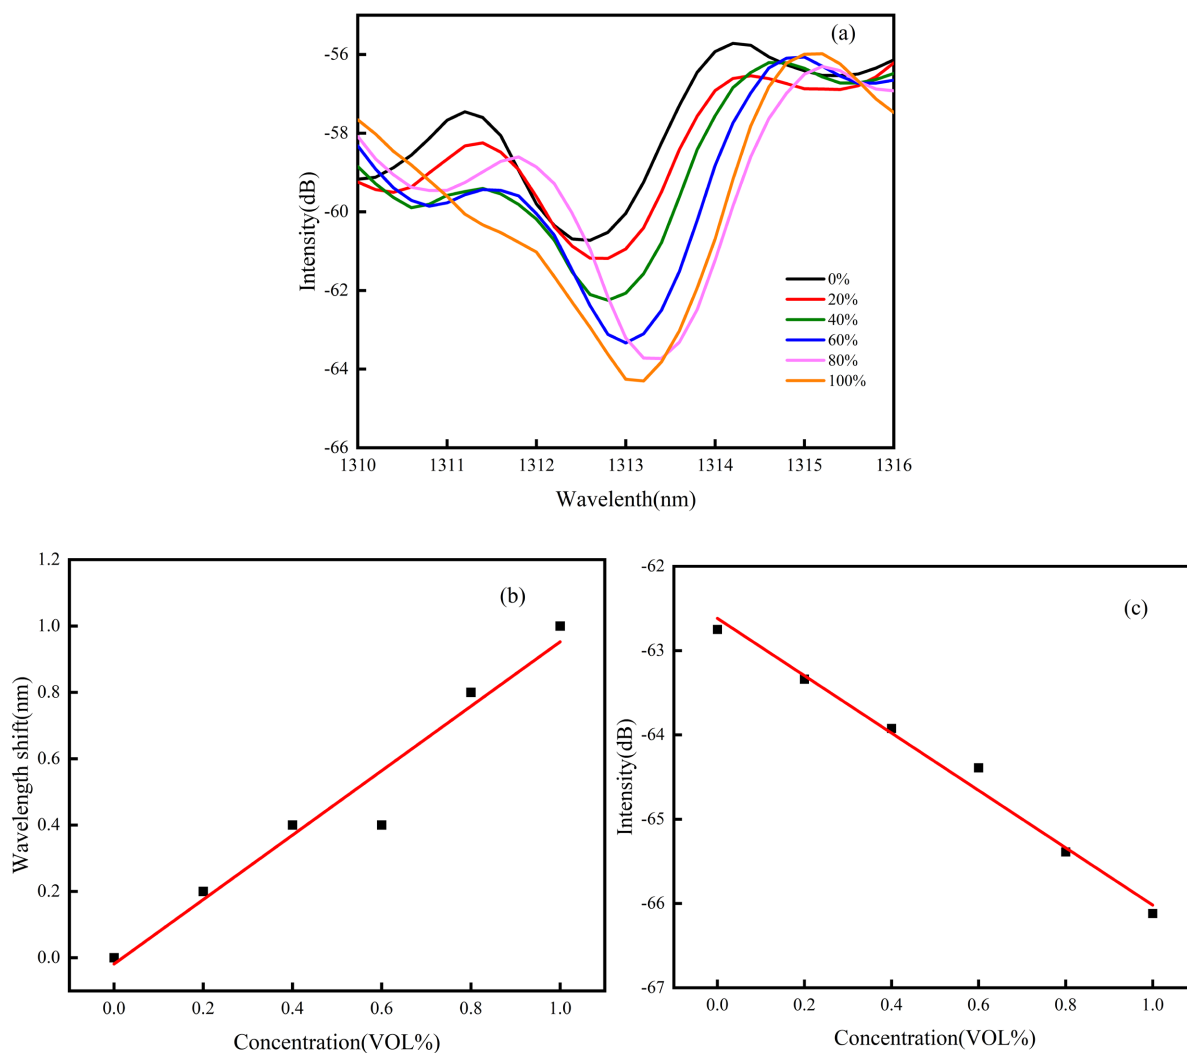 (a)
-56
-58
-60
-62
-64
-66
Intensity(dB)
0%
20%
40%
60%
80%
100%
1310 1311 1312 1313 1314 1315 1316
Wavelenth(nm)
(b)
1.2
1.0
0.8
0.6
0.4
0.2
0.0
Wavelength shift(nm)
0.0 0.2 0.4 0.6 0.8 1.0
Concentration(VOL%)
(c)
-62
-63
-64
-65
-66
-67
Intensity(dB)
0.0 0.2 0.4 0.6 0.8 1.0
Concentration(VOL%)